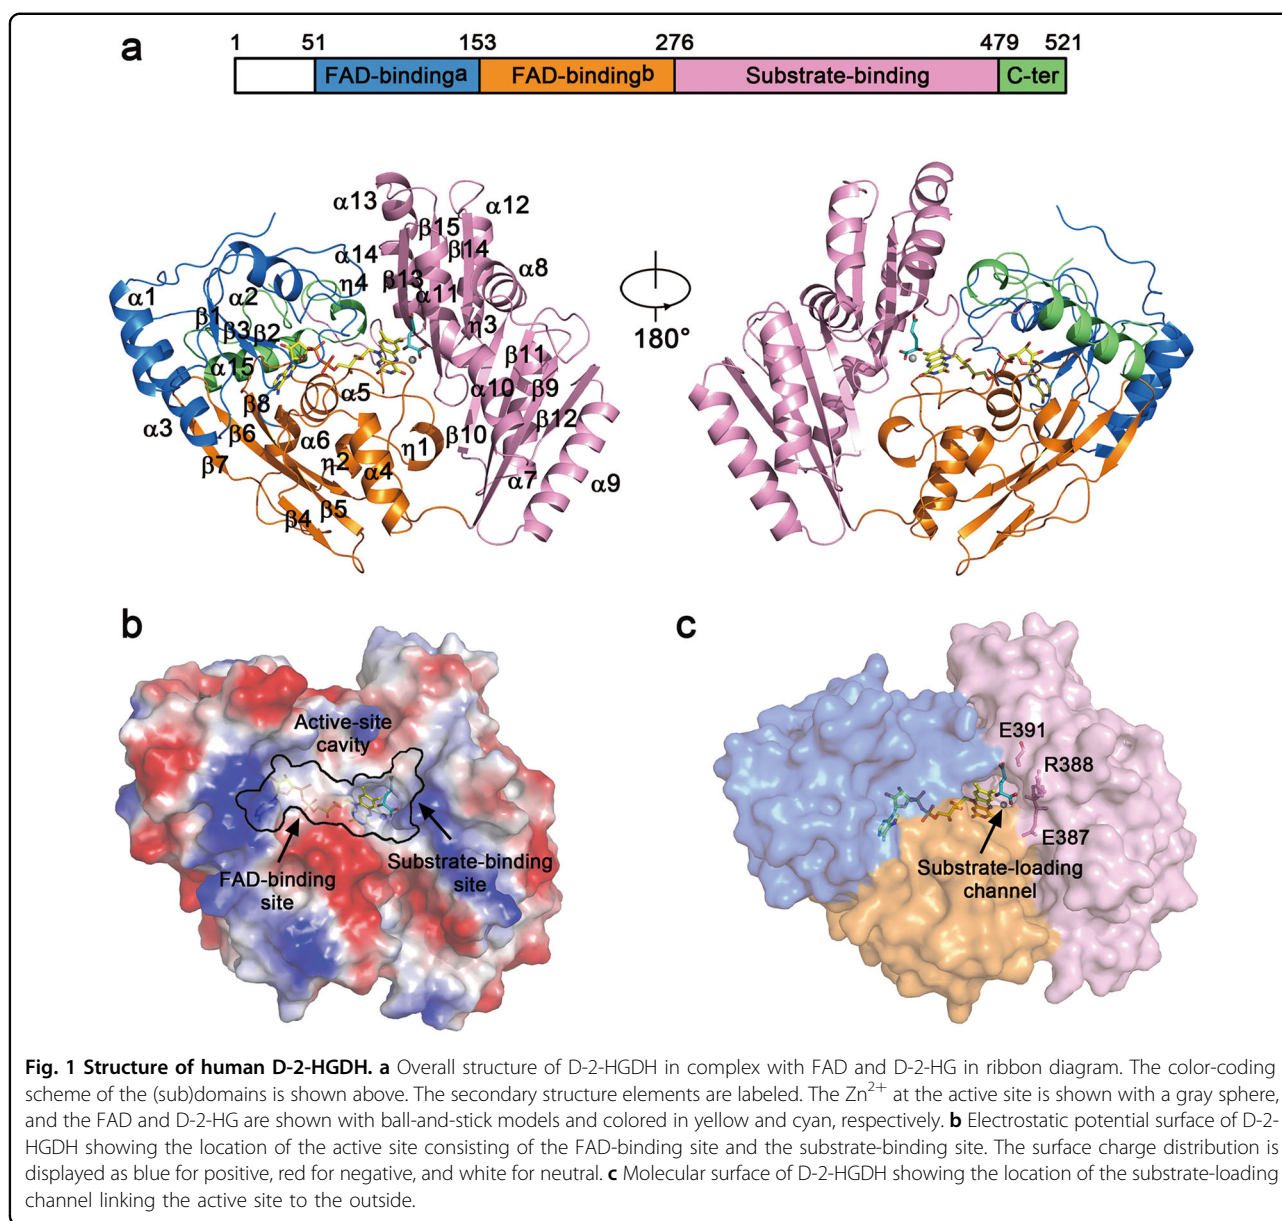 a
1 51 153 276 479 521
FAD-bindinga FAD-bindingb Substrate-binding C-ter
α13 α12
β15
α14 β14
β13 α8
η4
α1 α2 α11
β1 β3 β2 η3
180°
β11
α15 α5 α10 β9
β8 β12
α3 β6 α6 η1 β10
β7 η2 α4 α7 α9
β4 β5
b
Active-site
cavity
FAD-binding
site
Substrate-binding
site
c
E391
R388
E387
Substrate-loading
channel
Fig. 1 Structure of human D-2-HGDH. a Overall structure of D-2-HGDH in complex with FAD and D-2-HG in ribbon diagram. The color-coding
scheme of the (sub)domains is shown above. The secondary structure elements are labeled. The Zn²⁺ at the active site is shown with a gray sphere,
and the FAD and D-2-HG are shown with ball-and-stick models and colored in yellow and cyan, respectively. b Electrostatic potential surface of D-2-
HGDH showing the location of the active site consisting of the FAD-binding site and the substrate-binding site. The surface charge distribution is
displayed as blue for positive, red for negative, and white for neutral. c Molecular surface of D-2-HGDH showing the location of the substrate-loading
channel linking the active site to the outside.